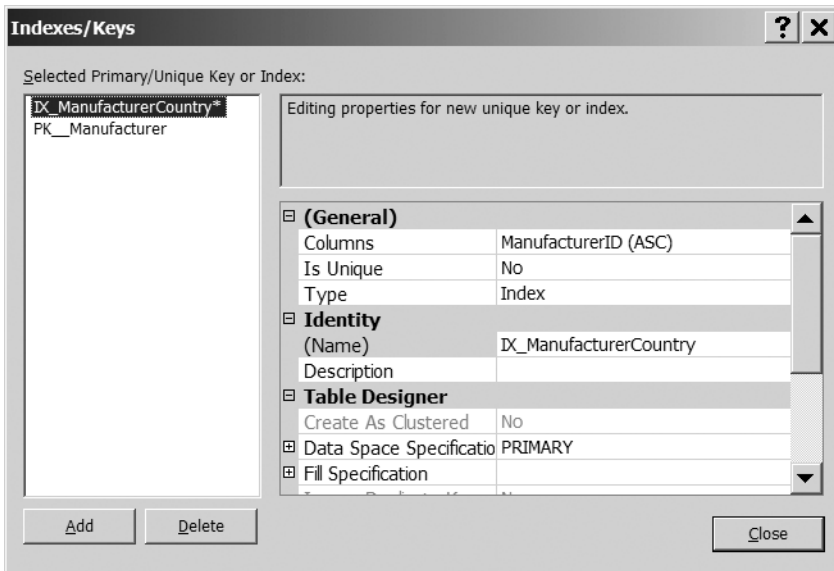 Indexes/Keys
Selected Primary/Unique Key or Index:
IX_ManufacturerCountry*
PK__Manufacturer
Editing properties for new unique key or index.
(General)
Columns ManufacturerID (ASC)
Is Unique No
Type Index
Identity
(Name) IX_ManufacturerCountry
Description
Table Designer
Create As Clustered No
Data Space Specificatio PRIMARY
Fill Specification
Add Delete
Close